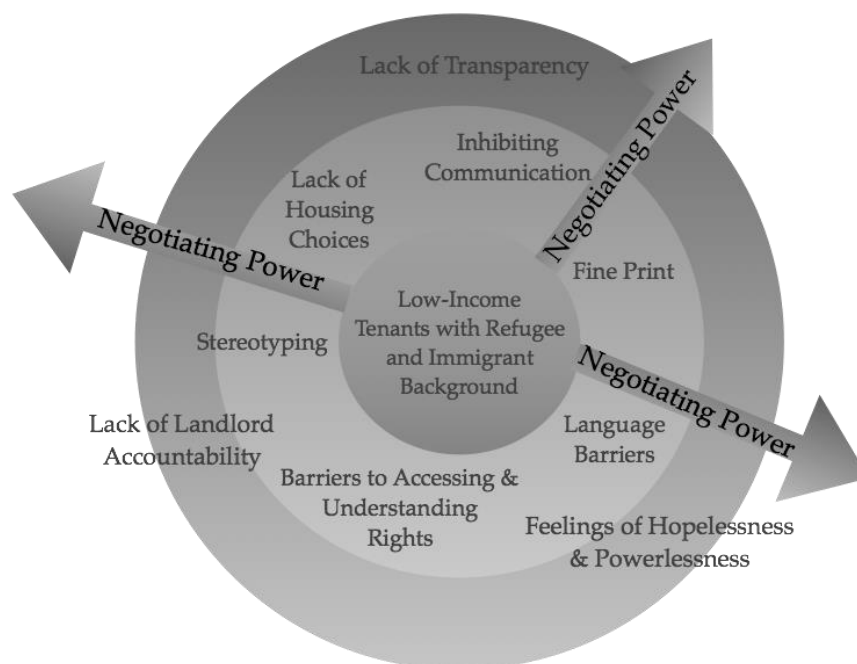 Lack of Transparency
Inhibiting
Communication
Negotiating Power
Lack of
Housing
Choices
Negotiating Power
Fine Print
Low-Income
Tenants with Refugee
and Immigrant
Background
Stereotyping
Negotiating Power
Lack of Landlord
Accountability
Language
Barriers
Barriers to Accessing &
Understanding
Rights
Feelings of Hopelessness
& Powerlessness